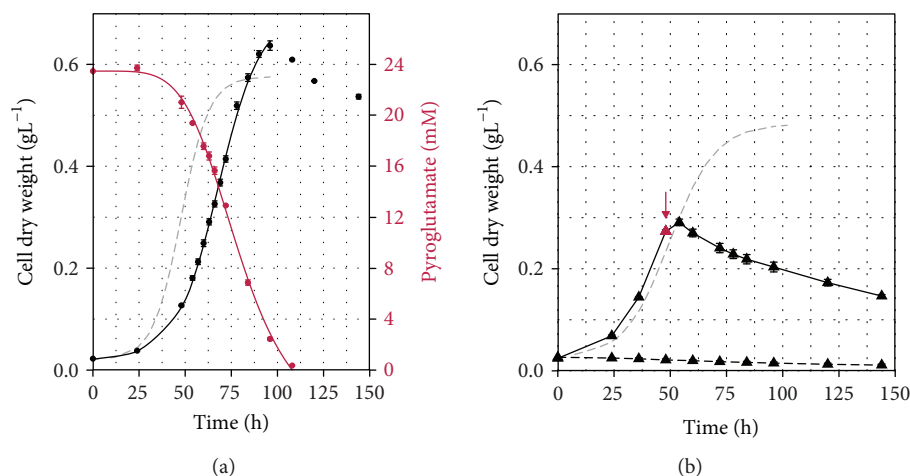 Cell dry weight (gL⁻¹)
0.6
0.4
0.2
0.0
24
20
16
12
8
4
0
Pyroglutamate (mM)
0 25 50 75 100 125 150
Time (h)
(a)
Cell dry weight (gL⁻¹)
0.6
0.4
0.2
0.0
0 25 50 75 100 125 150
Time (h)
(b)